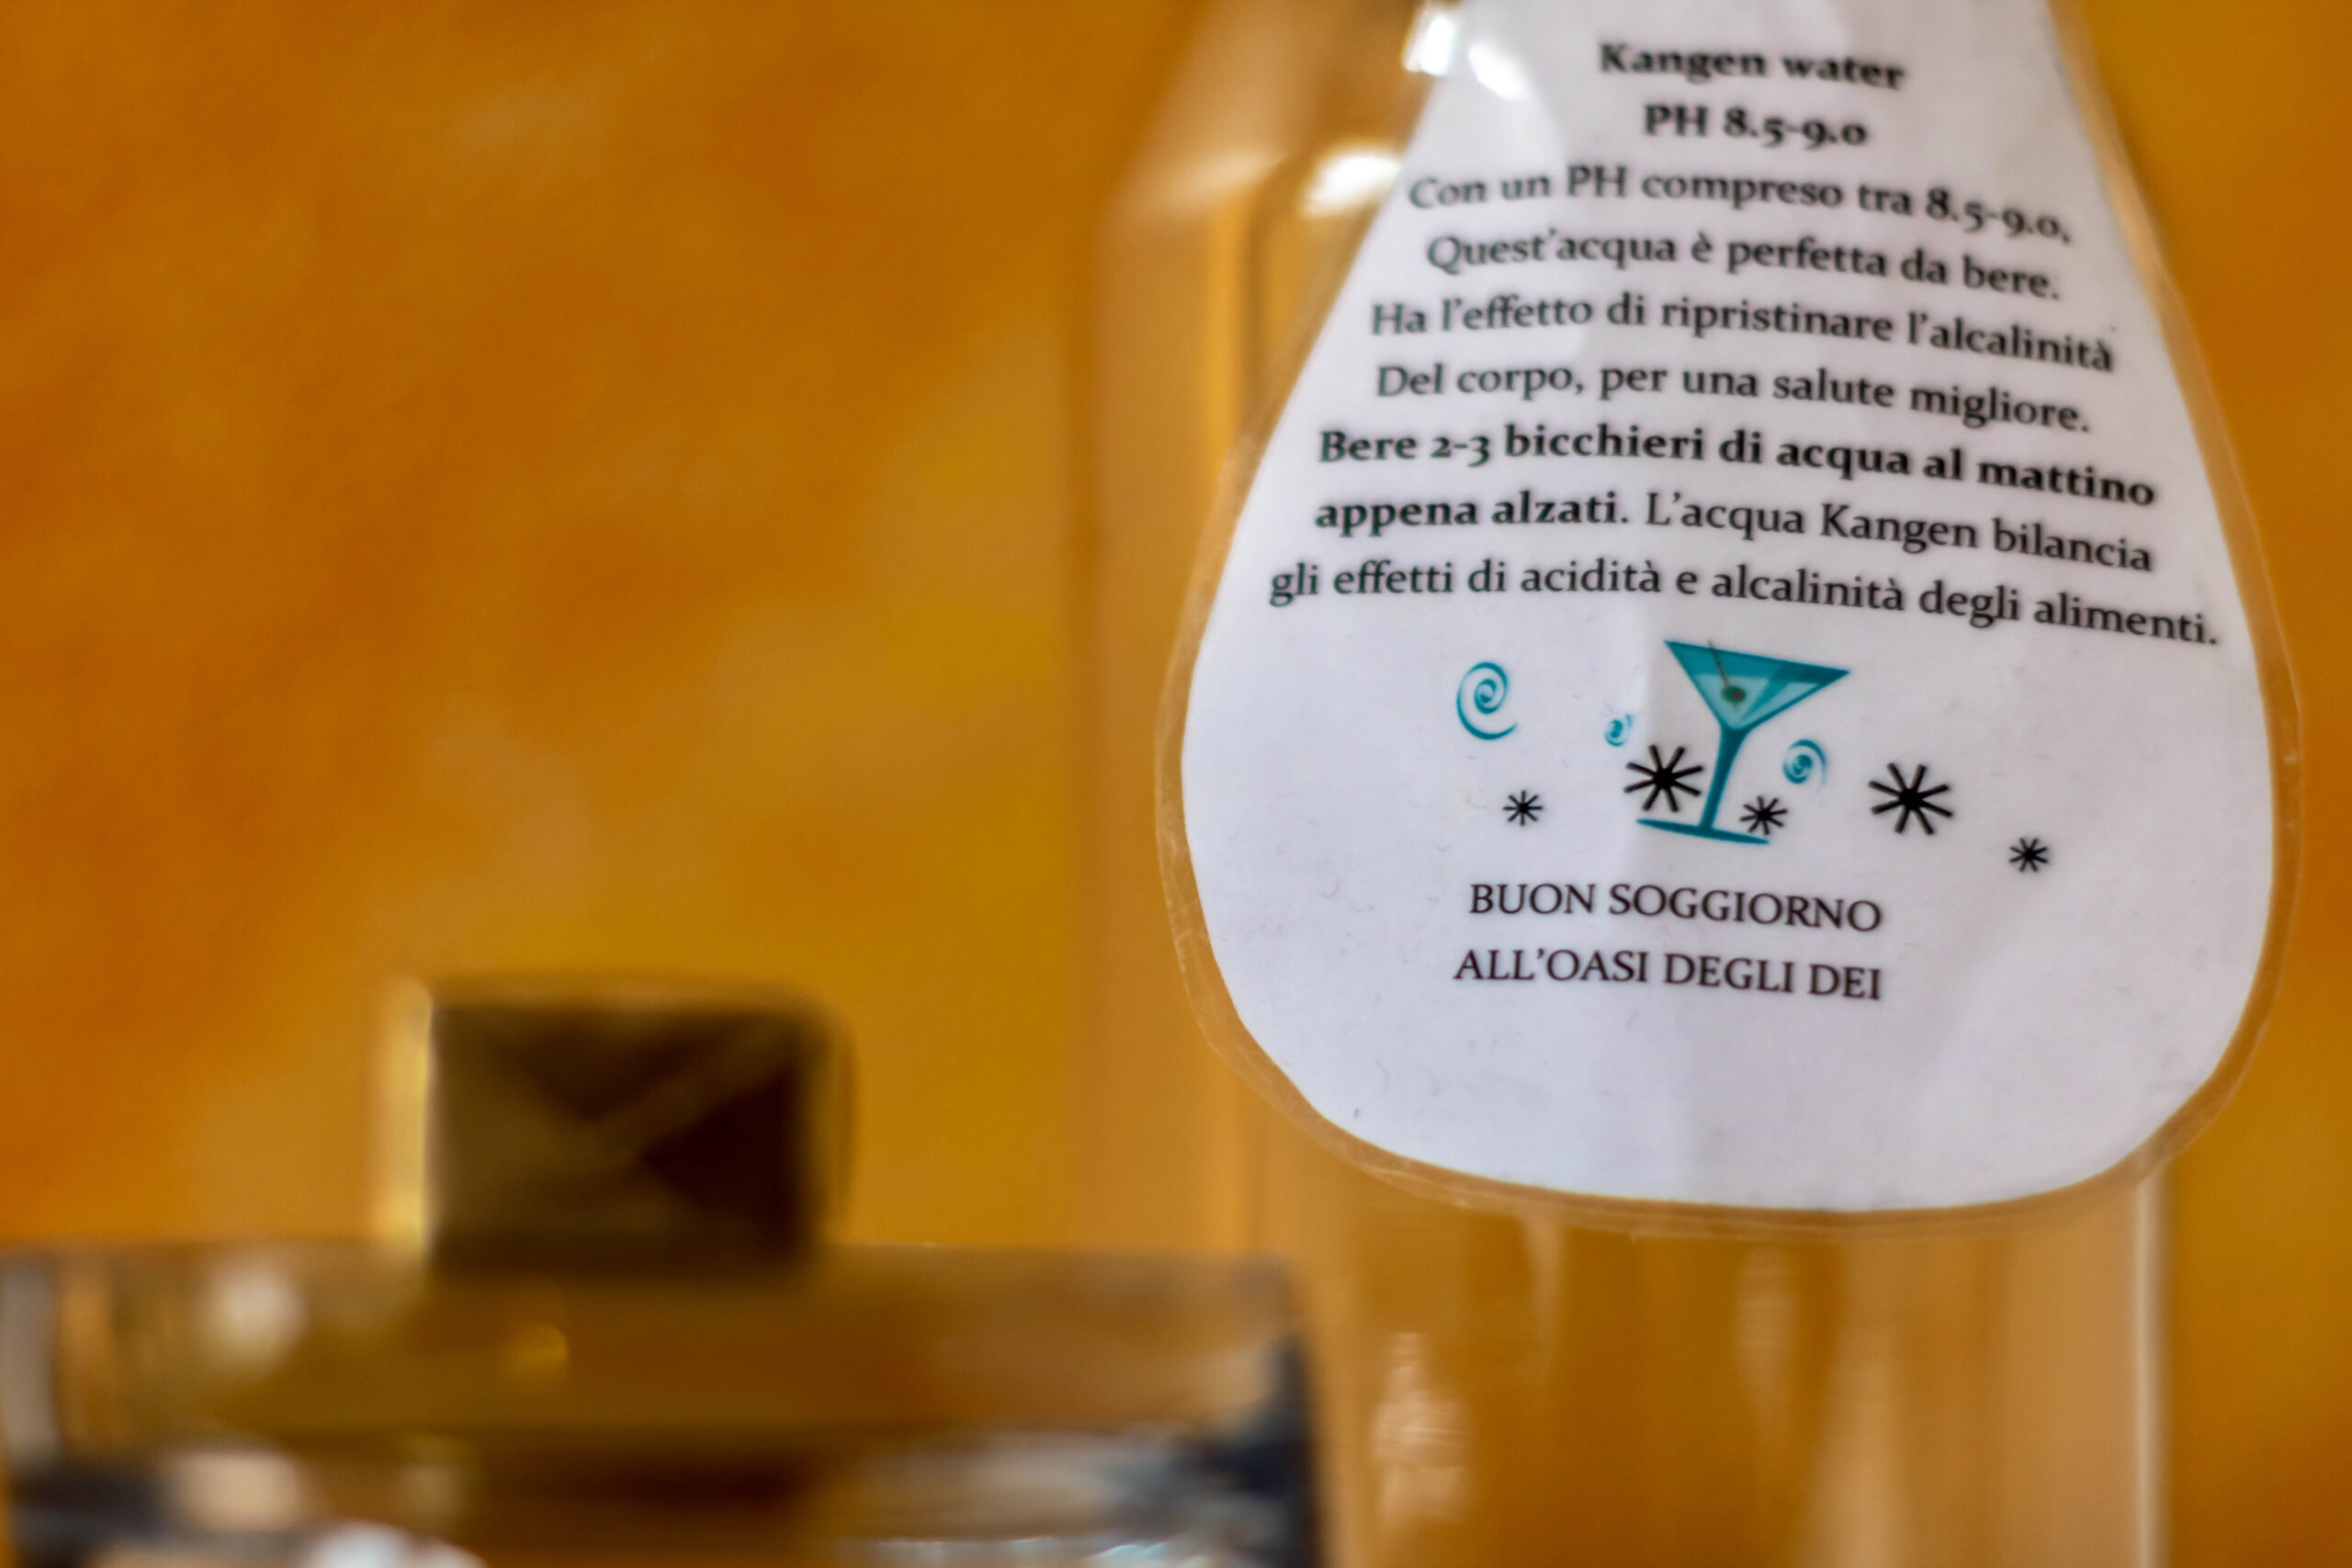 Kangen water
PH 8.5-9.0
Con un PH compreso tra 8.5-9.0,
Quest'acqua è perfetta da bere.
Ha l'effetto di ripristinare l'alcalinità
Del corpo, per una salute migliore.
Bere 2-3 bicchieri di acqua al mattino
appena alzati. L'acqua Kangen bilancia
gli effetti di acidità e alcalinità degli alimenti.
BUON SOGGIORNO
ALL'OASI DEGLI DEI